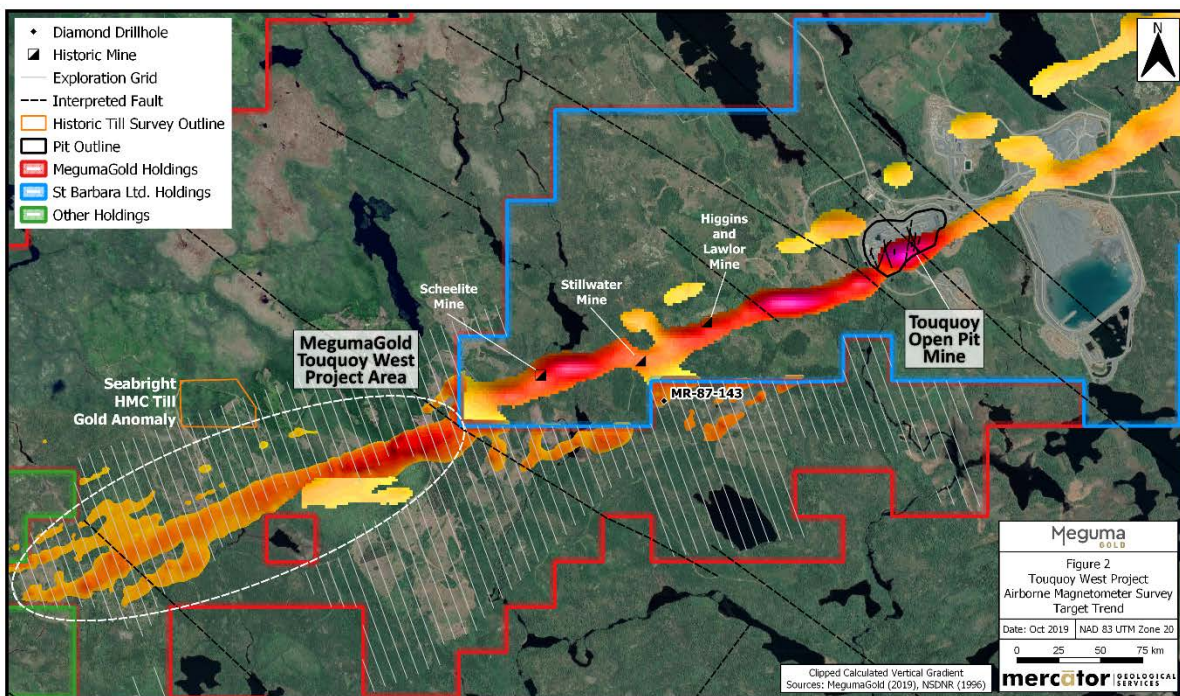 Diamond Drillhole
Historic Mine
Exploration Grid
Interpreted Fault
Historic Till Survey Outline
Pit Outline
MegumaGold Holdings
St Barbara Ltd. Holdings
Other Holdings
N
Higgins
and
Lawlor
Mine
Stillwater
Mine
Scheelite
Mine
MegumaGold
Touquoy West
Project Area
Touquoy
Open Pit
Mine
Seabright
HMC Till
Gold Anomaly
MR-87-143
Meguma
GOLD
Figure 2
Touquoy West Project
Airborne Magnetometer Survey
Target Trend
Date: Oct 2019 NAD 83 UTM Zone 20
0 25 50 75 km
Clipped Calculated Vertical Gradient
Sources: MegumaGold (2019), NSDNR (1996)
mercātor GEOLOGICAL
SERVICES